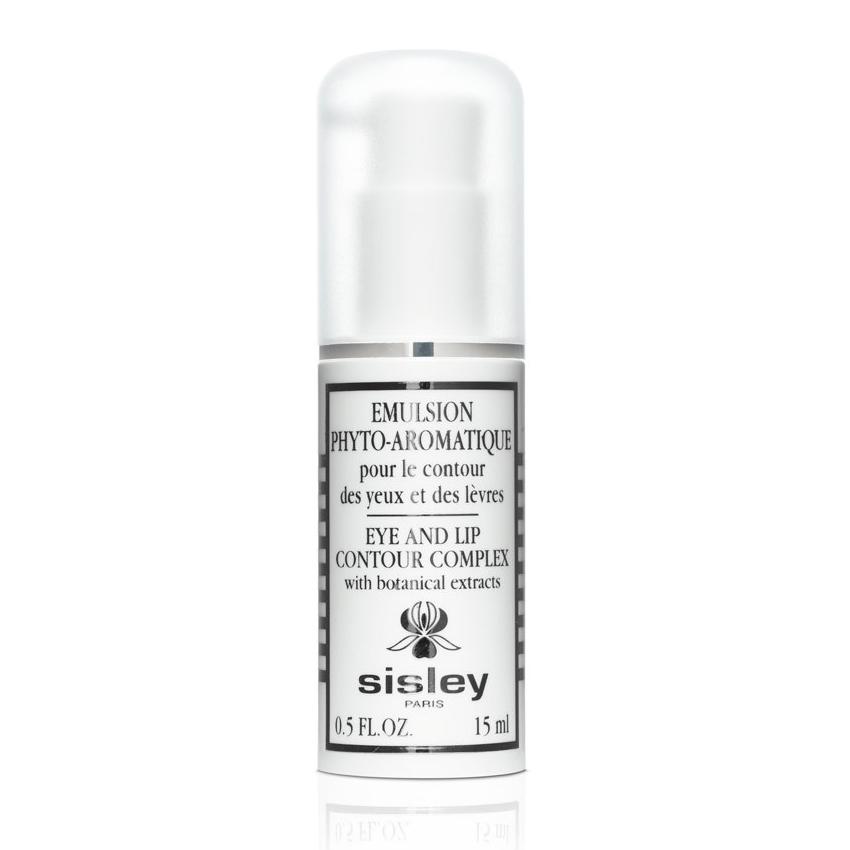 EMULSION
PHYTO-AROMATIQUE
pour le contour
des yeux et des lèvres
EYE AND LIP
CONTOUR COMPLEX
with botanical extracts
sisley
PARIS
0.5 FL.OZ. 15 ml